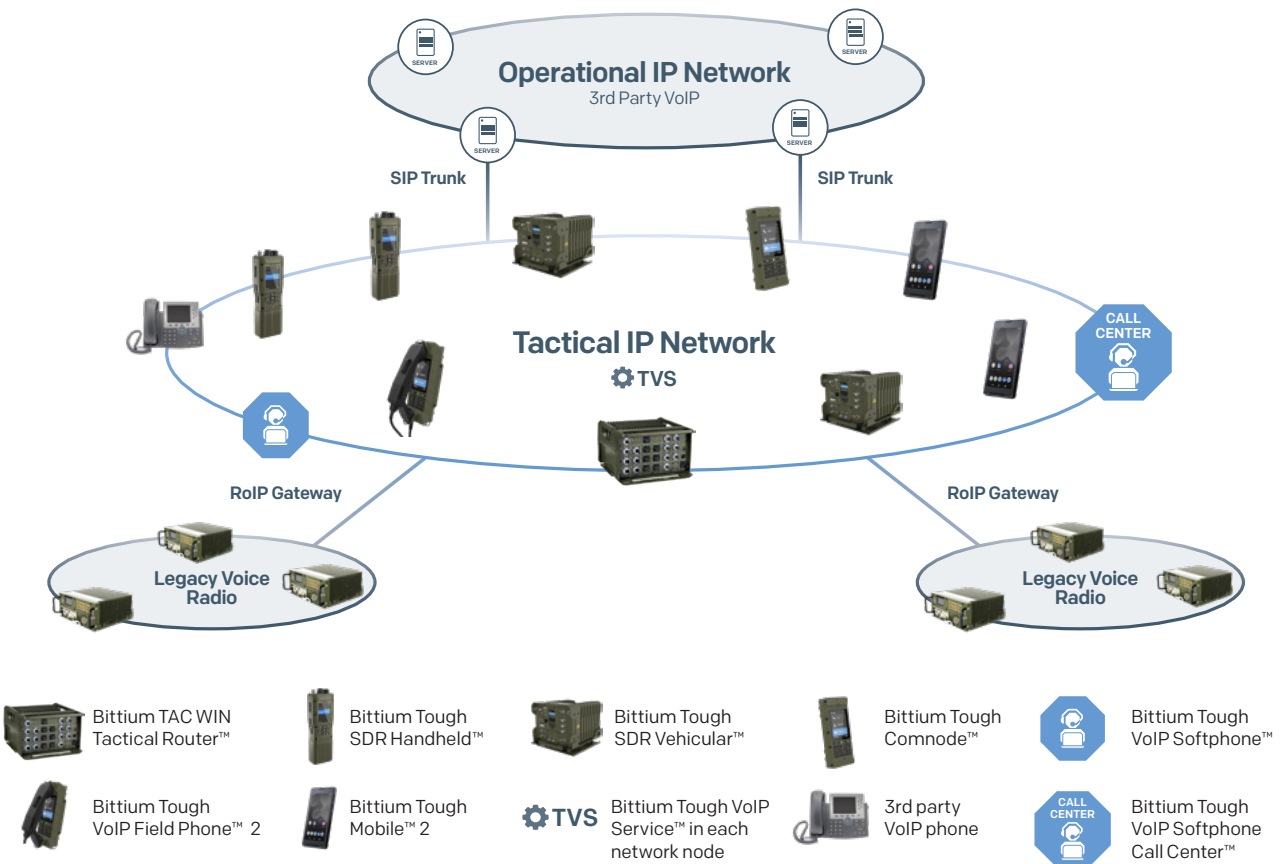 SERVER
SERVER
Operational IP Network
3rd Party VoIP
SERVER
SERVER
SIP Trunk
SIP Trunk
CALL
CENTER
Tactical IP Network
TVS
RoIP Gateway
RoIP Gateway
Legacy Voice
Radio
Legacy Voice
Radio
Bittium TAC WIN
Tactical Router™
Bittium Tough
SDR Handheld™
Bittium Tough
SDR Vehicular™
Bittium Tough
Comnode™
Bittium Tough
VoIP Softphone™
Bittium Tough
VoIP Field Phone™ 2
Bittium Tough
Mobile™ 2
TVS
Bittium Tough VoIP
Service™ in each
network node
3rd party
VoIP phone
CALL
CENTER
Bittium Tough
VoIP Softphone
Call Center™